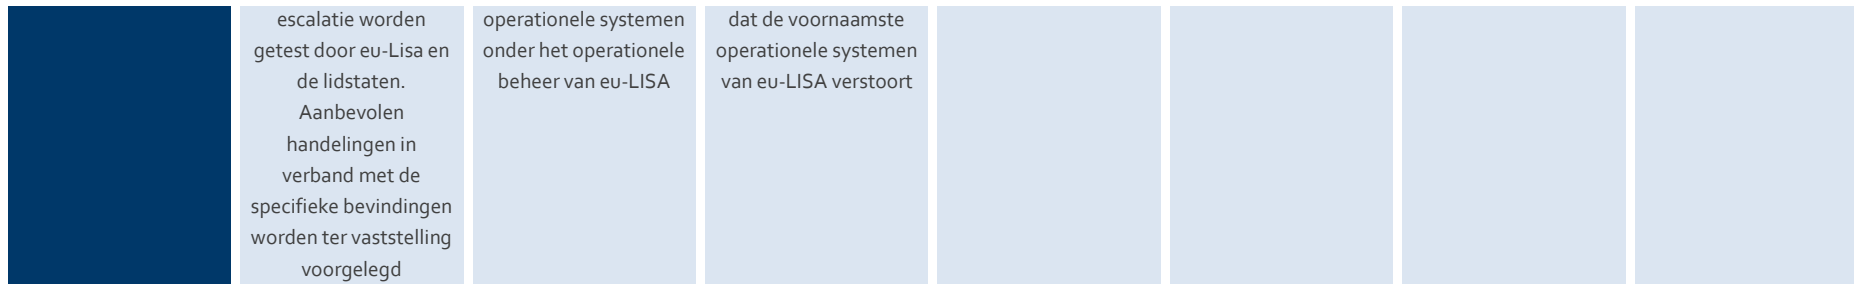 escalatie worden
getest door eu-Lisa en
de lidstaten.
Aanbevolen
handelingen in
verband met de
specifieke bevindingen
worden ter vaststelling
voorgelegd
operationele systemen
onder het operationele
beheer van eu-LISA
dat de voornaamste
operationele systemen
van eu-LISA verstoort